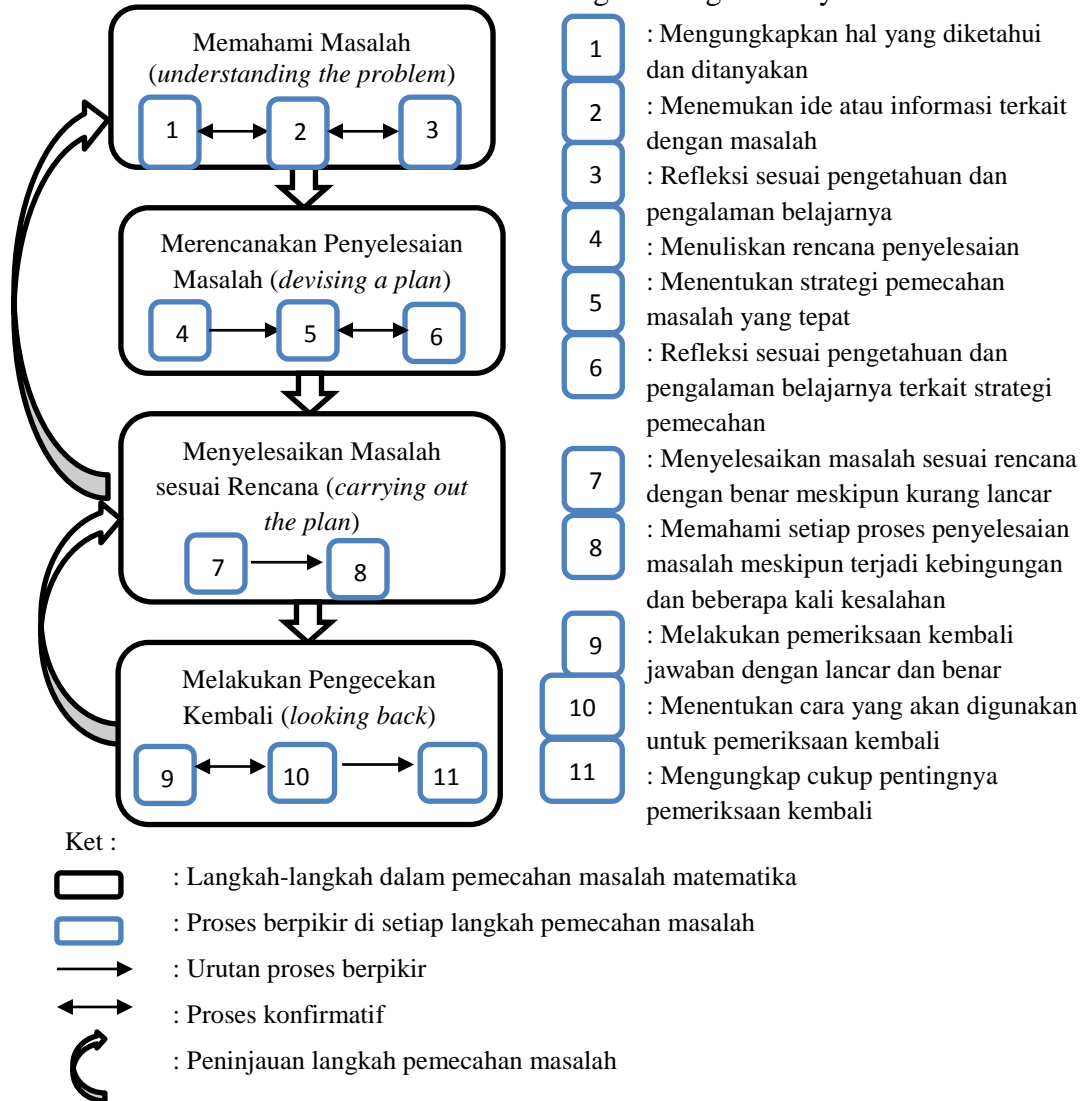 Memahami Masalah
(understanding the problem)
1
2
3
Merencanakan Penyelesaian
Masalah (devising a plan)
4
5
6
Menyelesaikan Masalah
sesuai Rencana (carrying out
the plan)
7
8
Melakukan Pengecekan
Kembali (looking back)
9
10
11
1
: Mengungkapkan hal yang diketahui
dan ditanyakan
2
: Menemukan ide atau informasi terkait
dengan masalah
3
: Refleksi sesuai pengetahuan dan
pengalaman belajarnya
4
: Menuliskan rencana penyelesaian
5
: Menentukan strategi pemecahan
masalah yang tepat
6
: Refleksi sesuai pengetahuan dan
pengalaman belajarnya terkait strategi
pemecahan
7
: Menyelesaikan masalah sesuai rencana
dengan benar meskipun kurang lancar
8
: Memahami setiap proses penyelesaian
masalah meskipun terjadi kebingungan
dan beberapa kali kesalahan
9
: Melakukan pemeriksaan kembali
jawaban dengan lancar dan benar
10
: Menentukan cara yang akan digunakan
untuk pemeriksaan kembali
11
: Mengungkap cukup pentingnya
pemeriksaan kembali
Ket :
: Langkah-langkah dalam pemecahan masalah matematika
: Proses berpikir di setiap langkah pemecahan masalah
: Urutan proses berpikir
: Proses konfirmatif
: Peninjauan langkah pemecahan masalah